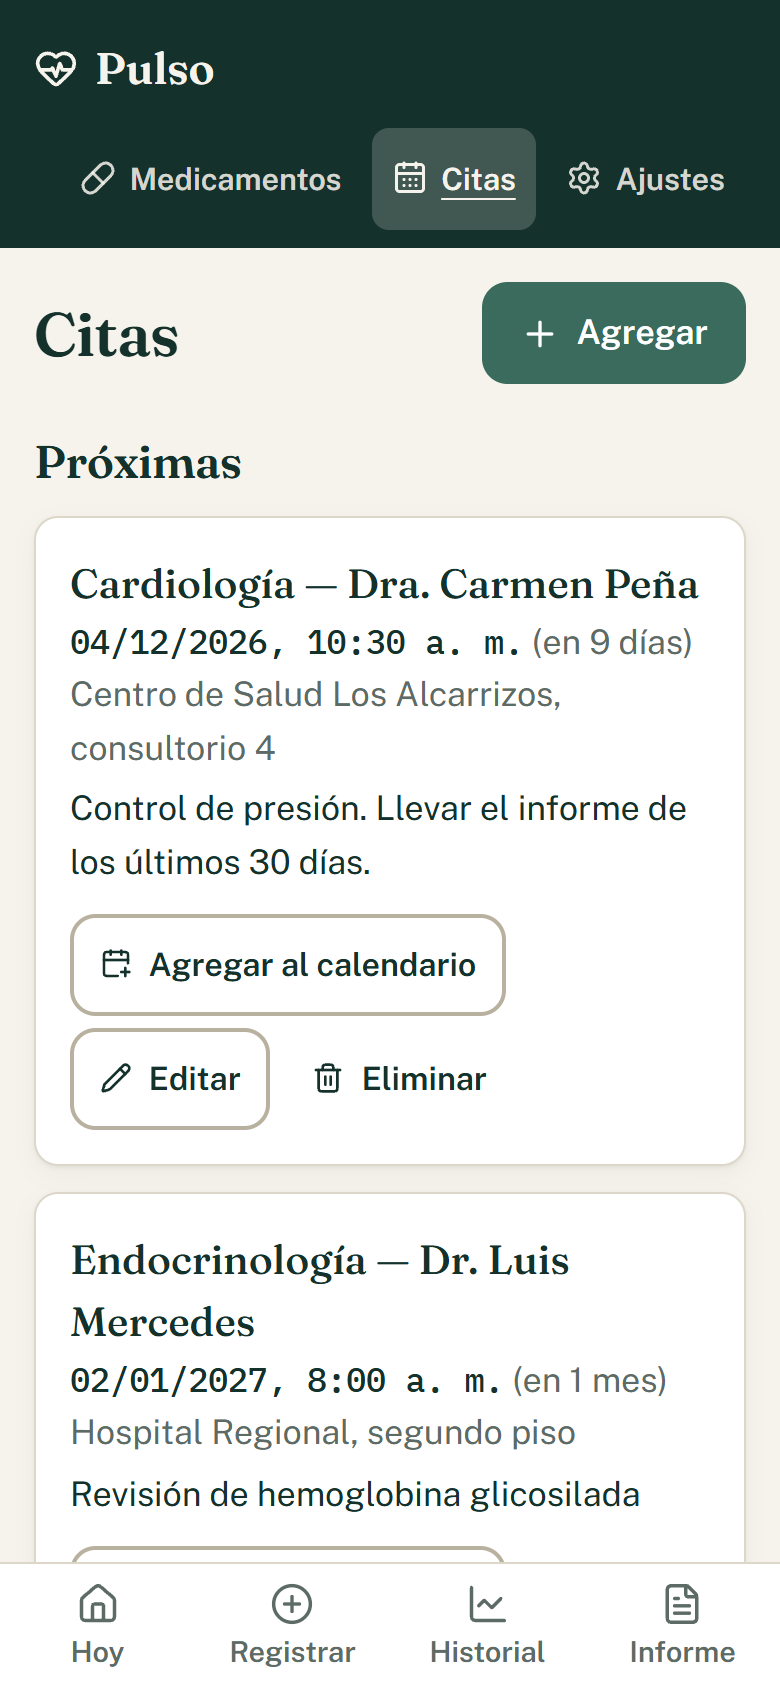 Pulso
Medicamentos
Citas
Ajustes
Citas
Agregar
Próximas
Cardiología — Dra. Carmen Peña
04/12/2026, 10:30 a. m. (en 9 días)
Centro de Salud Los Alcarrizos,
consultorio 4
Control de presión. Llevar el informe de
los últimos 30 días.
Agregar al calendario
Editar
Eliminar
Endocrinología — Dr. Luis
Mercedes
02/01/2027, 8:00 a. m. (en 1 mes)
Hospital Regional, segundo piso
Revisión de hemoglobina glicosilada
Hoy
Registrar
Historial
Informe